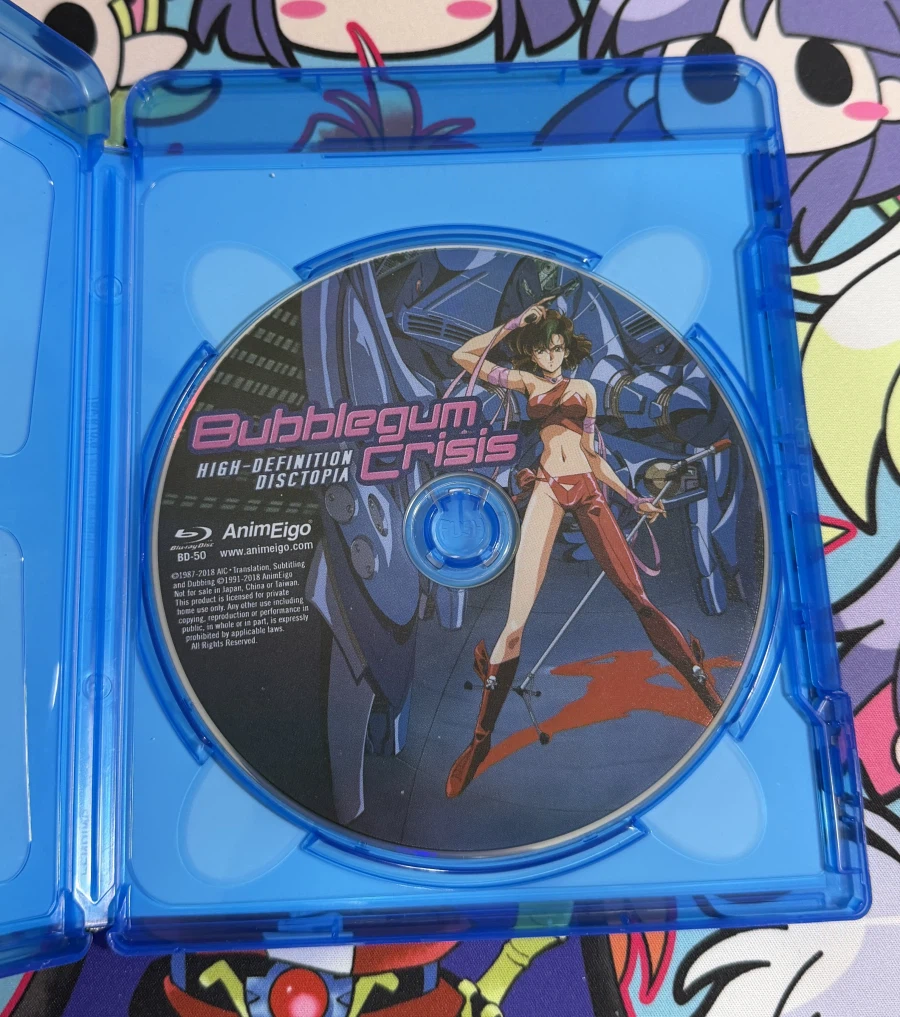 Bubblegum
Crisis
HIGH-DEFINITION
DISCTOPIA
Blu-ray Disc
BD-50
AnimEigo
www.animeigo.com
©1987-2018 AIC • Translation, Subtitling
and Dubbing ©1991-2018 AnimEigo
Not for sale in Japan, China or Taiwan.
This product is licensed for private
home use only. Any other use including
copying, reproduction or performance in
public, in whole or in part, is expressly
prohibited by applicable laws.
All Rights Reserved.